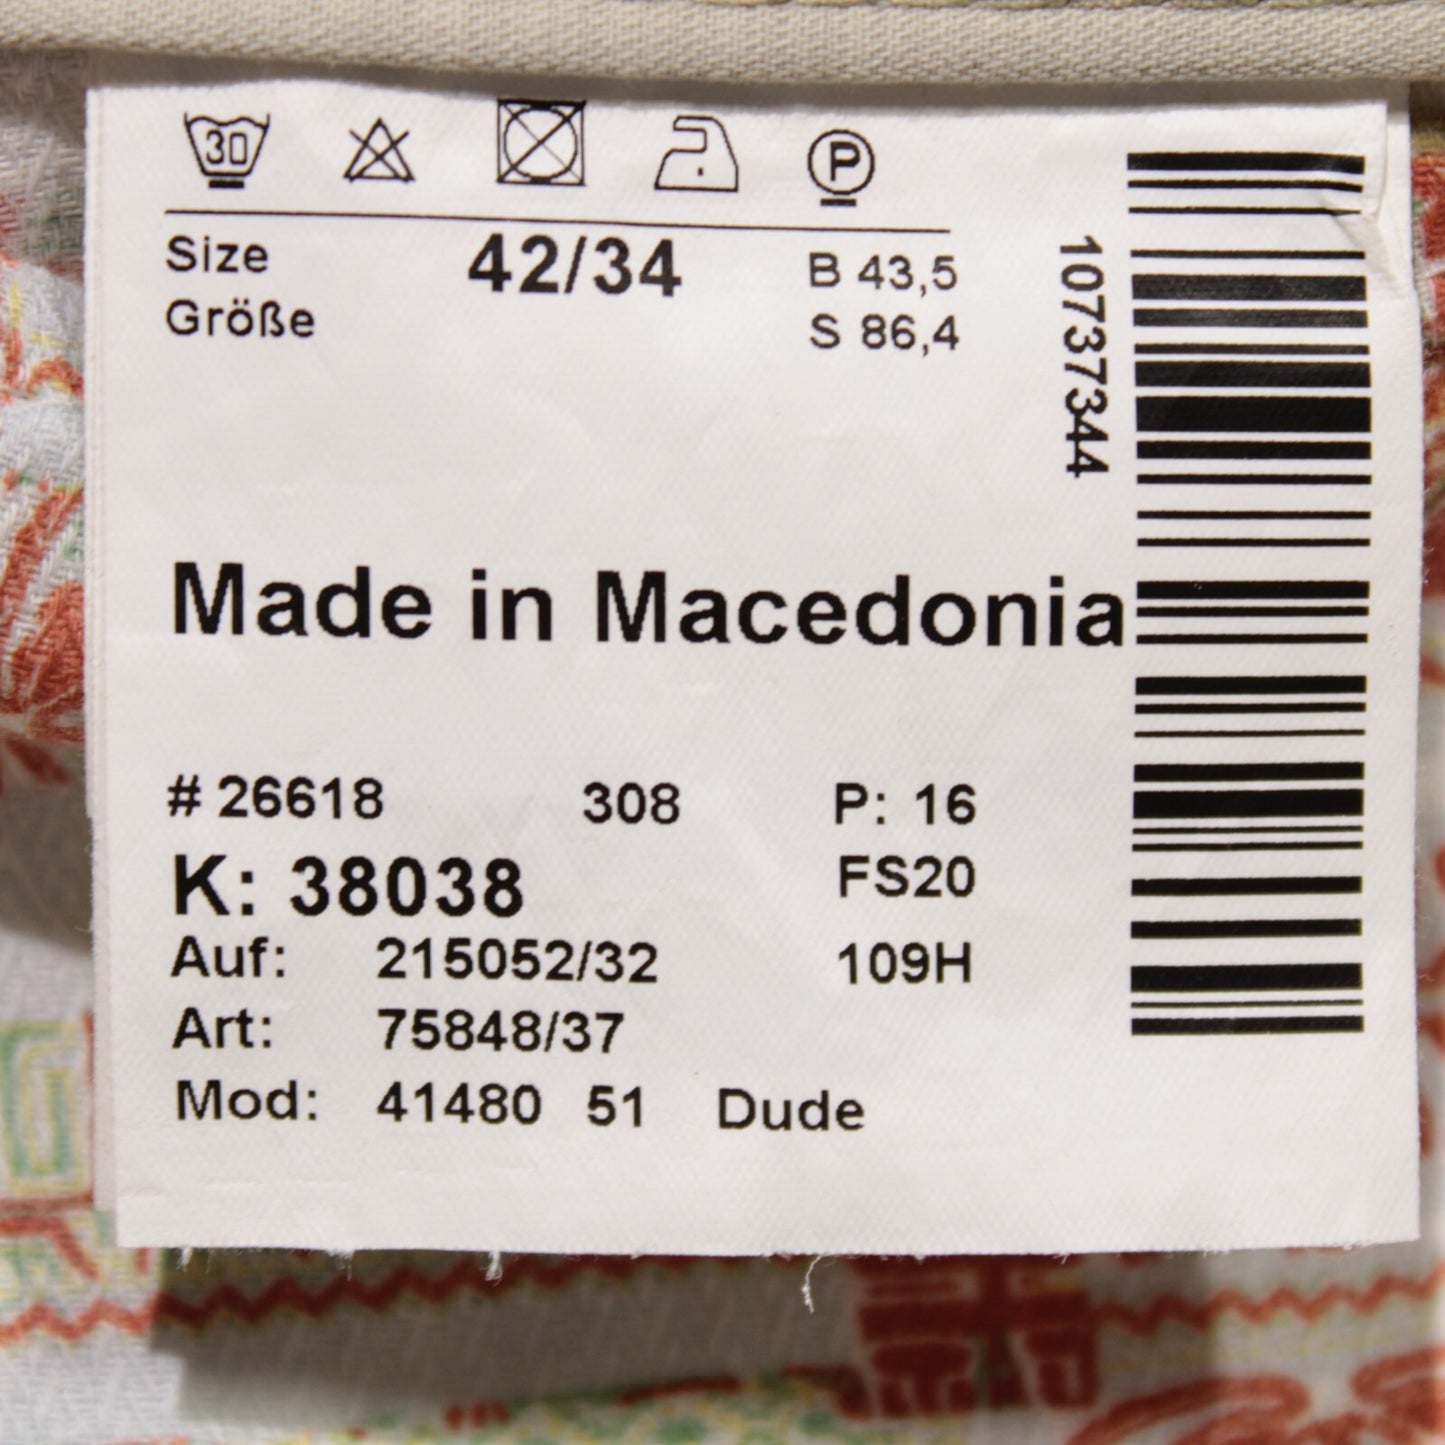 30 P
Size 42/34 B 43,5
Größe S 86,4
10737344
Made in Macedonia
# 26618 308 P: 16
K: 38038 FS20
Auf: 215052/32 109H
Art: 75848/37
Mod: 41480 51 Dude